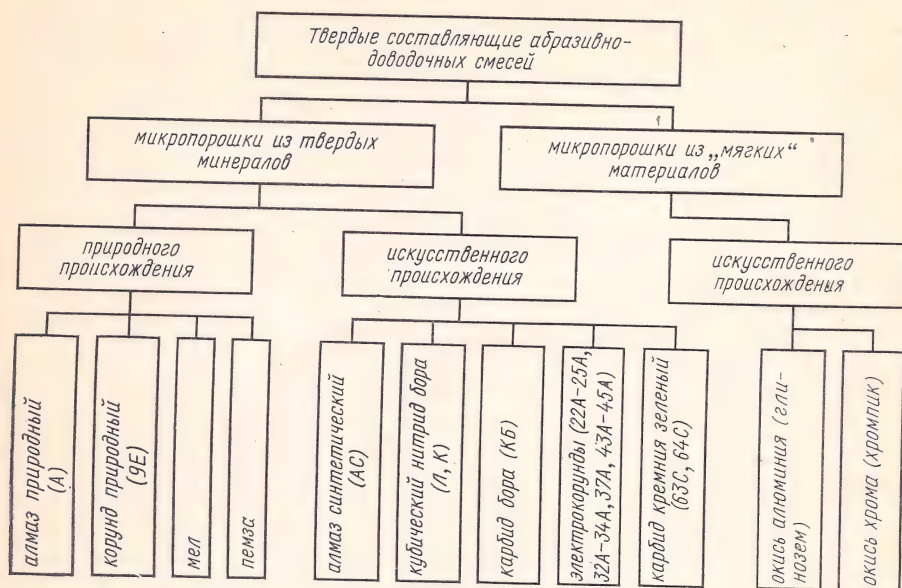 Твердые составляющие абразивно-
доводочных смесей
микропорошки из твердых
минералов
микропорошки из „мягких“
материалов
природного
происхождения
искусственного
происхождения
искусственного
происхождения
алмаз природный
(А)
корунд природный
(9Е)
мел
пемза
алмаз синтетический
(АС)
кубический нитрид бора
(Л, К)
карбид бора (КБ)
электрокорунды (22А-25А,
32А-34А, 37А, 43А-45А)
карбид кремния зеленый
(63С, 64С)
окись алюминия (гли-
нозем)
окись хрома (хромпик)